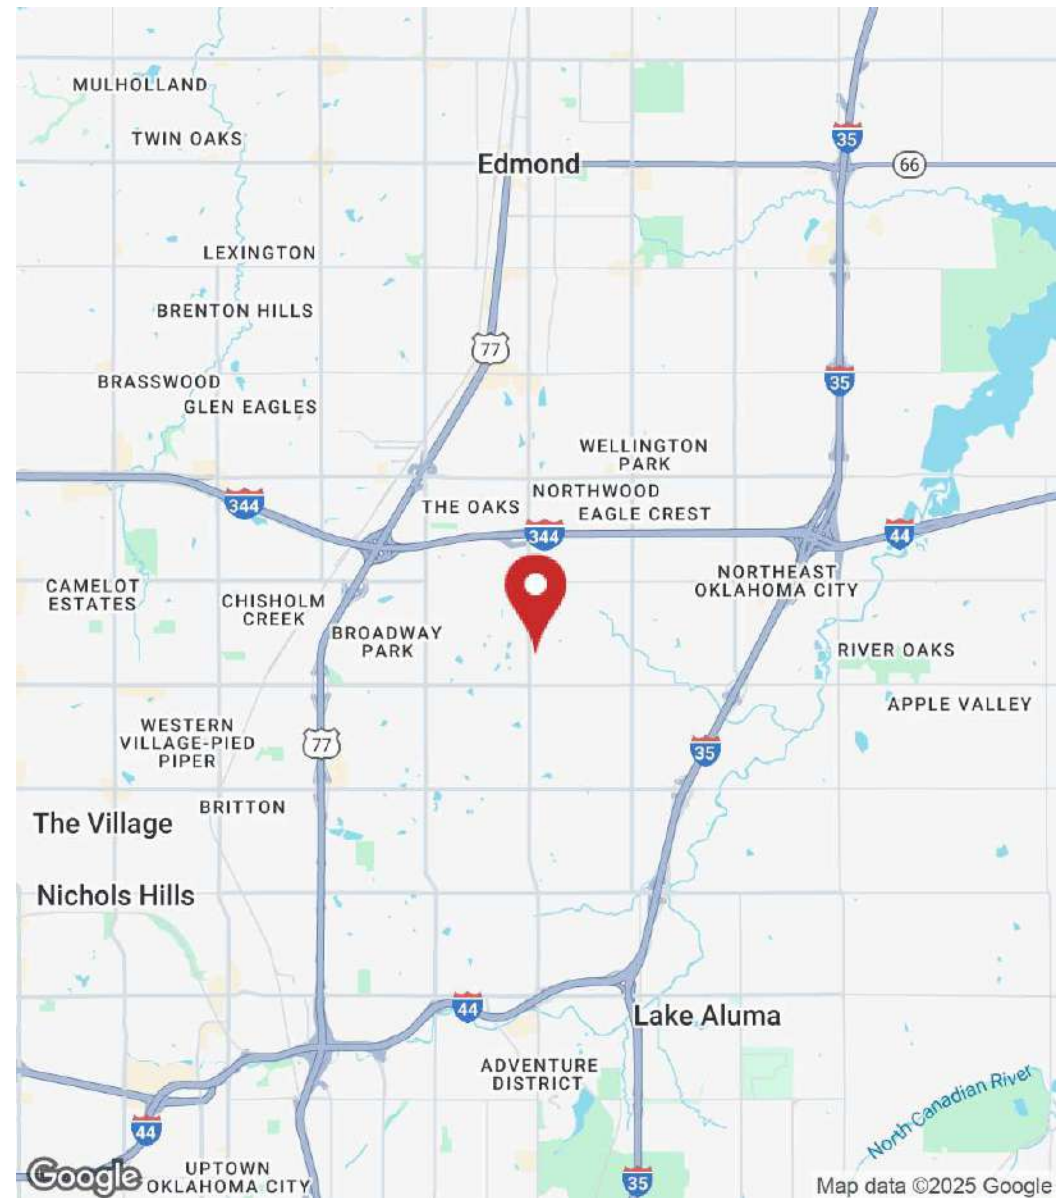 MULHOLLAND
TWIN OAKS
35
Edmond
66
LEXINGTON
BRENTON HILLS
77
35
BRASSWOOD
GLEN EAGLES
WELLINGTON
PARK
344
THE OAKS
NORTHWOOD
EAGLE CREST
344
44
CAMELOT
ESTATES
CHISHOLM
CREEK
NORTHEAST
OKLAHOMA CITY
BROADWAY
PARK
RIVER OAKS
APPLE VALLEY
WESTERN
VILLAGE-PIED
PIPER
77
35
BRITTON
The Village
Nichols Hills
44
Lake Aluma
ADVENTURE
DISTRICT
North Canadian River
44
UPTOWN
OKLAHOMA CITY
35
Google
Map data ©2025 Google